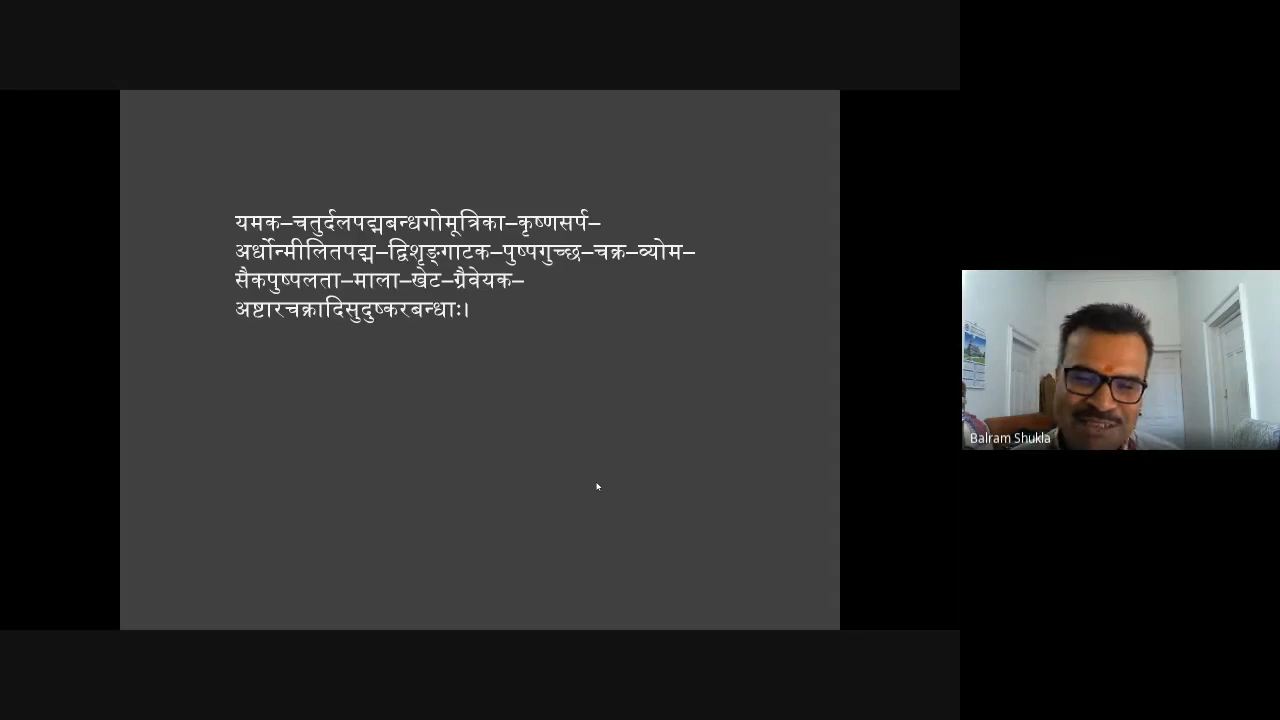 यमक–चतुर्दलपद्मबन्धगोमूत्रिका–कृष्णसर्प–
अर्धोन्मीलितपद्म–द्विशृङ्गाटक–पुष्पगुच्छ–चक्र–व्योम–
सैकपुष्पलता–माला–खेट–ग्रैवेयक–
अष्टारचक्रादिसुदुष्करबन्धाः।
Balram Shukla